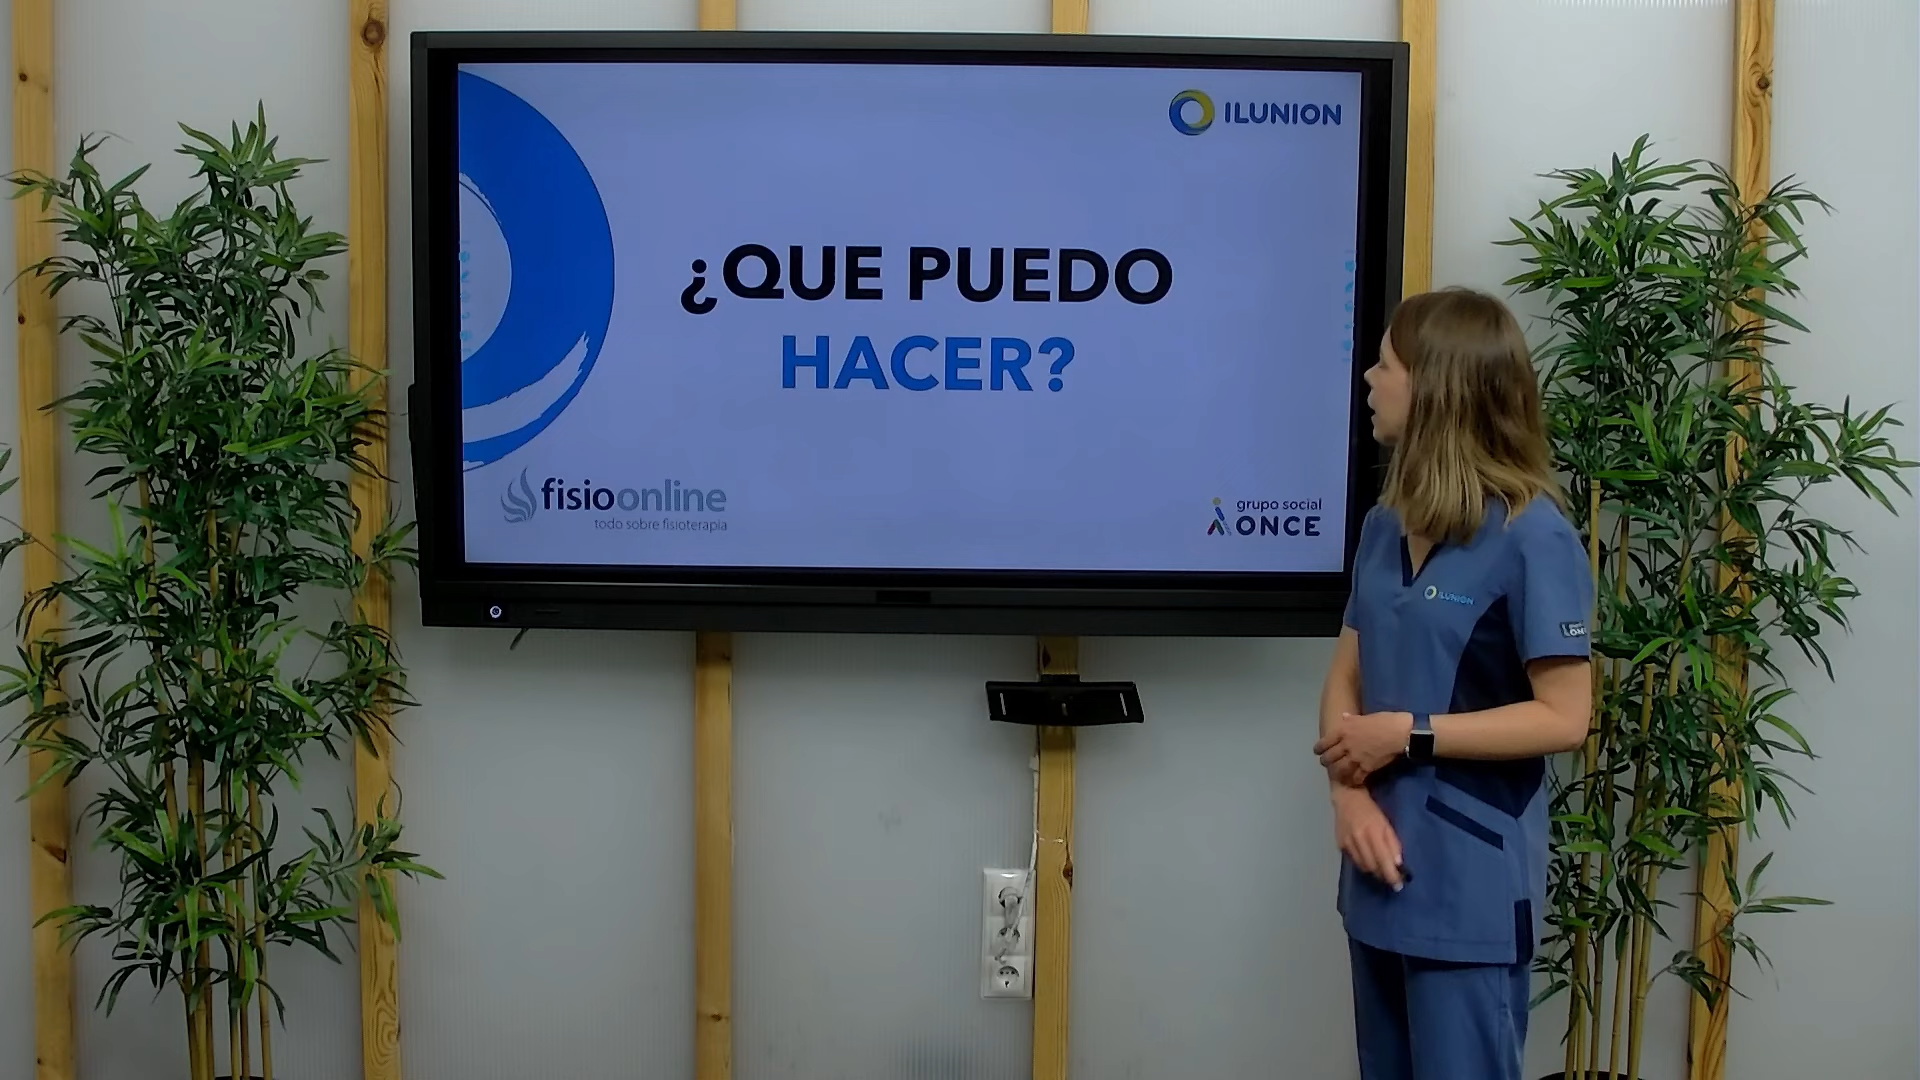 ILUNION
¿QUE PUEDO
HACER?
fisioonline
todo sobre fisioterapia
grupo social
ONCE
ILUNION